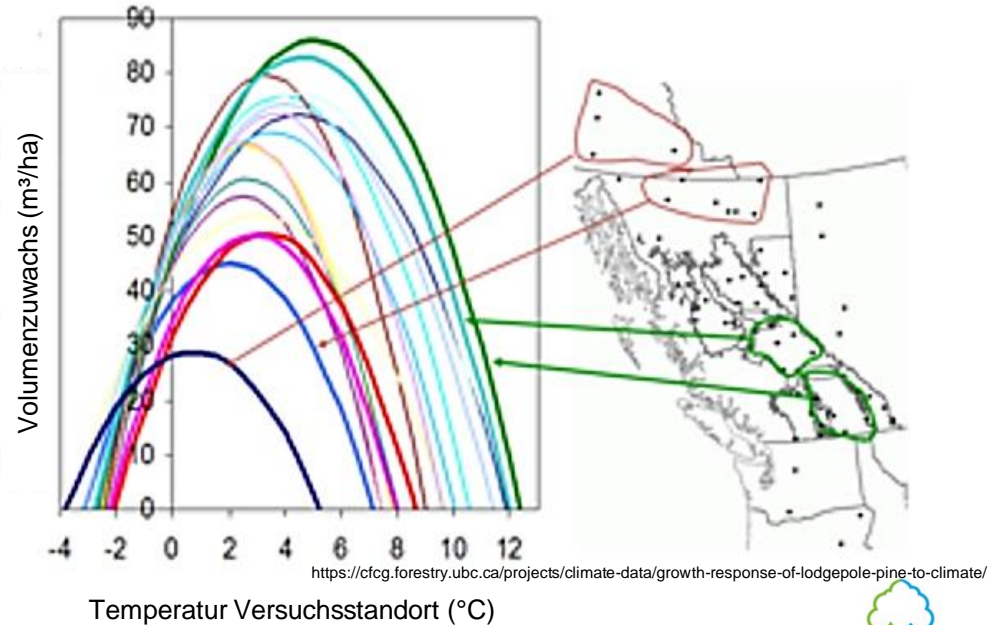 Volumenzuwachs (m³/ha)
90
80
70
60
50
40
30
20
10
0
-4 -2 0 2 4 6 8 10 12
https://cfcg.forestry.ubc.ca/projects/climate-data/growth-response-of-lodgepole-pine-to-climate/
Temperatur Versuchsstandort (°C)